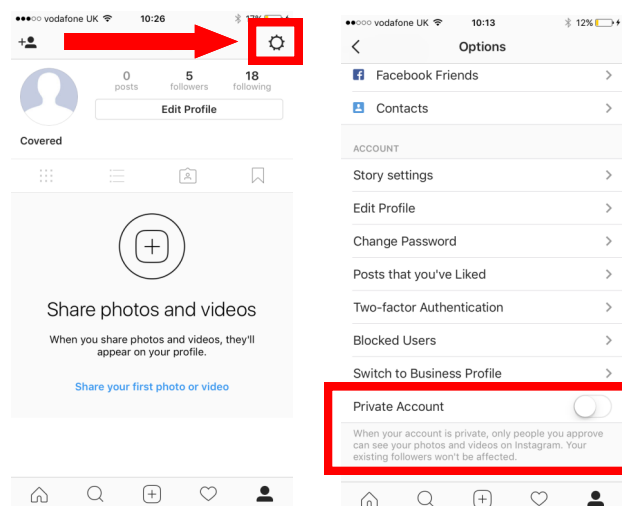 vodafone UK 10:26 17%
0 5 18
posts followers following
Edit Profile
Covered
Share photos and videos
When you share photos and videos, they'll
appear on your profile.
Share your first photo or video
vodafone UK 10:13 12%
Options
Facebook Friends
Contacts
ACCOUNT
Story settings
Edit Profile
Change Password
Posts that you've Liked
Two-factor Authentication
Blocked Users
Switch to Business Profile
Private Account
When your account is private, only people you approve
can see your photos and videos on Instagram. Your
existing followers won't be affected.